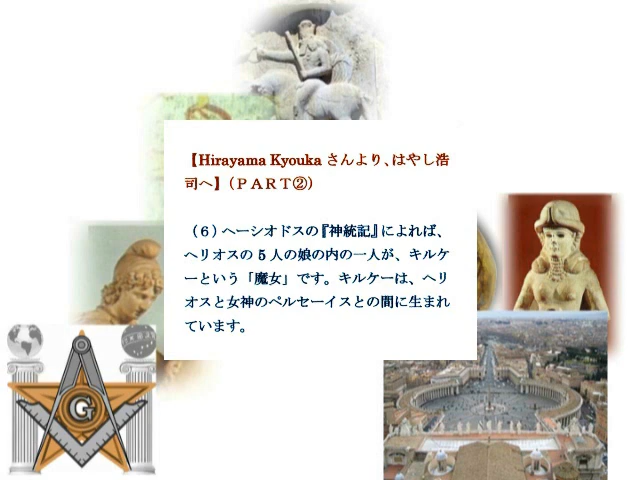 【Hirayama Kyouka さんより、はやし浩
司へ】（ＰＡＲＴ②）
（６）ヘーシオドスの『神統記』によれば、
ヘリオスの 5 人の娘の内の一人が、キルケ
ーという「魔女」です。キルケーは、ヘリ
オスと女神のペルセーイスとの間に生まれ
ています。
G